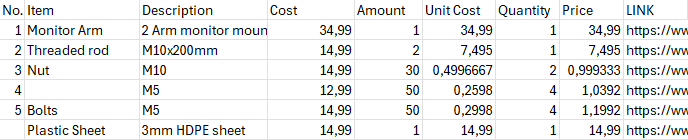 No. Item Description Cost Amount Unit Cost Quantity Price LINK
1 Monitor Arm 2 Arm monitor moun 34,99 1 34,99 1 34,99 https://ww
2 Threaded rod M10x200mm 14,99 2 7,495 1 7,495 https://ww
3 Nut M10 14,99 30 0,4996667 2 0,999333 https://ww
4 M5 12,99 50 0,2598 4 1,0392 https://ww
5 Bolts M5 14,99 50 0,2998 4 1,1992 https://ww
Plastic Sheet 3mm HDPE sheet 14,99 1 14,99 1 14,99 https://ww